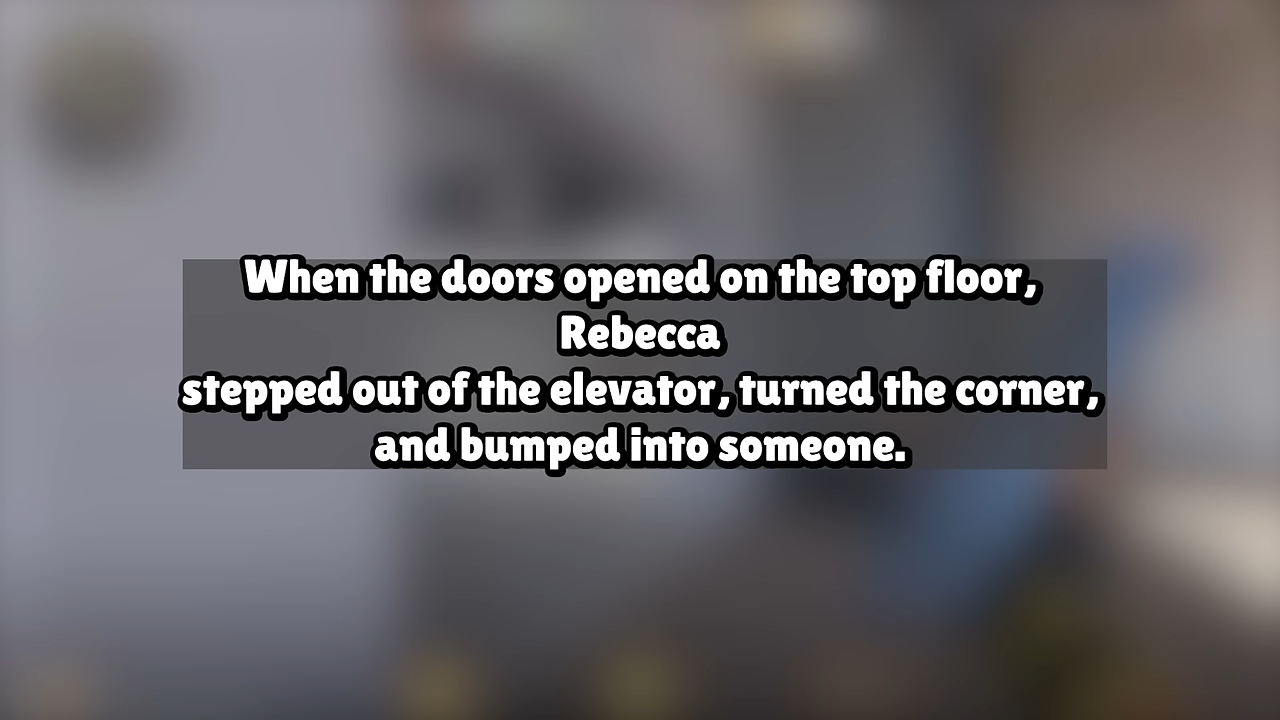 When the doors opened on the top floor,
Rebecca
stepped out of the elevator, turned the corner,
and bumped into someone.